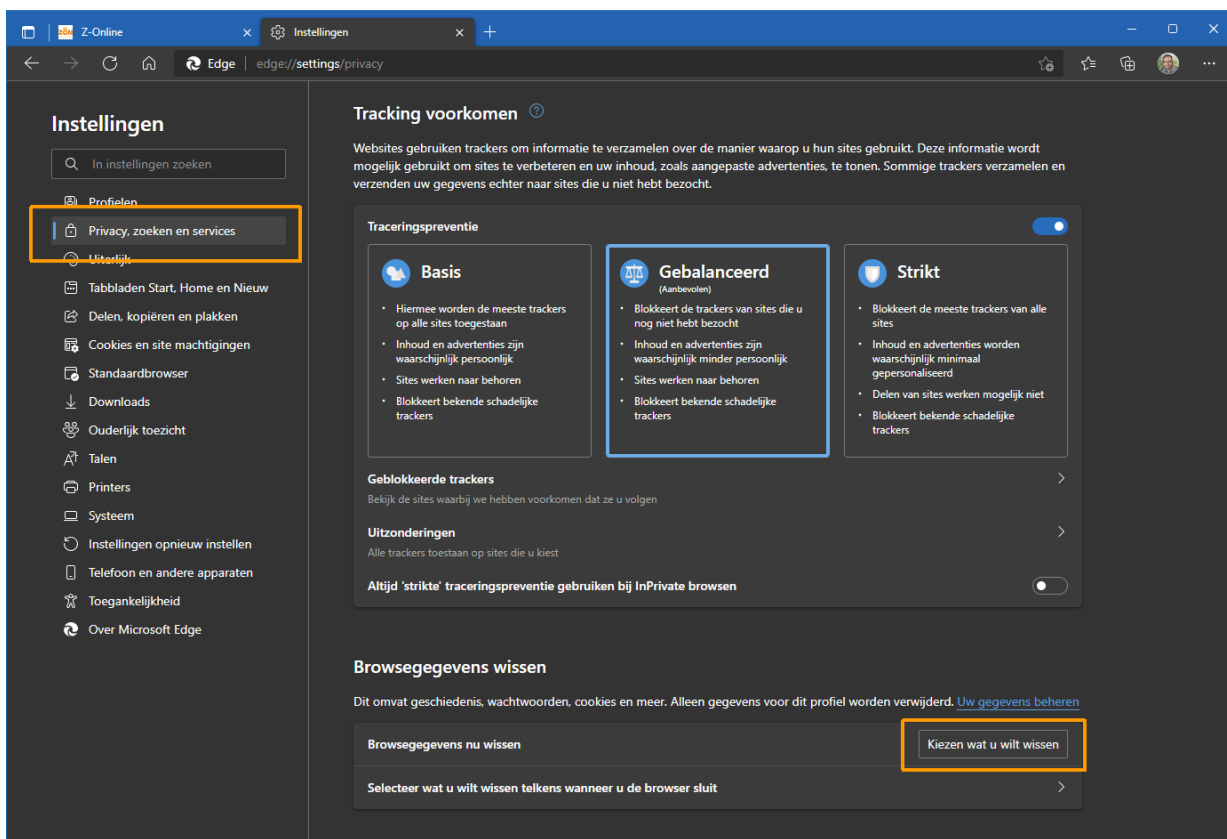 ZÔN Z-Online
Instellingen
Edge edge://settings/privacy
Instellingen
In instellingen zoeken
Profielen
Privacy, zoeken en services
Uiterlijk
Tabbladen Start, Home en Nieuw
Delen, kopiëren en plakken
Cookies en site machtigingen
Standaardbrowser
Downloads
Ouderlijk toezicht
Talen
Printers
Systeem
Instellingen opnieuw instellen
Telefoon en andere apparaten
Toegankelijkheid
Over Microsoft Edge
Tracking voorkomen
Websites gebruiken trackers om informatie te verzamelen over de manier waarop u hun sites gebruikt. Deze informatie wordt
mogelijk gebruikt om sites te verbeteren en uw inhoud, zoals aangepaste advertenties, te tonen. Sommige trackers verzamelen en
verzenden uw gegevens echter naar sites die u niet hebt bezocht.
Traceringspreventie
Basis
• Hiermee worden de meeste trackers
op alle sites toegestaan
• Inhoud en advertenties zijn
waarschijnlijk persoonlijk
• Sites werken naar behoren
• Blokkeert bekende schadelijke
trackers
Gebalanceerd
(Aanbevolen)
• Blokkeert de trackers van sites die u
nog niet hebt bezocht
• Inhoud en advertenties zijn
waarschijnlijk minder persoonlijk
• Sites werken naar behoren
• Blokkeert bekende schadelijke
trackers
Strikt
• Blokkeert de meeste trackers van alle
sites
• Inhoud en advertenties worden
waarschijnlijk minimaal
gepersonaliseerd
• Delen van sites werken mogelijk niet
• Blokkeert bekende schadelijke
trackers
Geblokkeerde trackers
Bekijk de sites waarbij we hebben voorkomen dat ze u volgen
Uitzonderingen
Alle trackers toestaan op sites die u kiest
Altijd 'strikte' traceringspreventie gebruiken bij InPrivate browsen
Browsegegevens wissen
Dit omvat geschiedenis, wachtwoorden, cookies en meer. Alleen gegevens voor dit profiel worden verwijderd. Uw gegevens beheren
Browsegegevens nu wissen
Kiezen wat u wilt wissen
Selecteer wat u wilt wissen telkens wanneer u de browser sluit